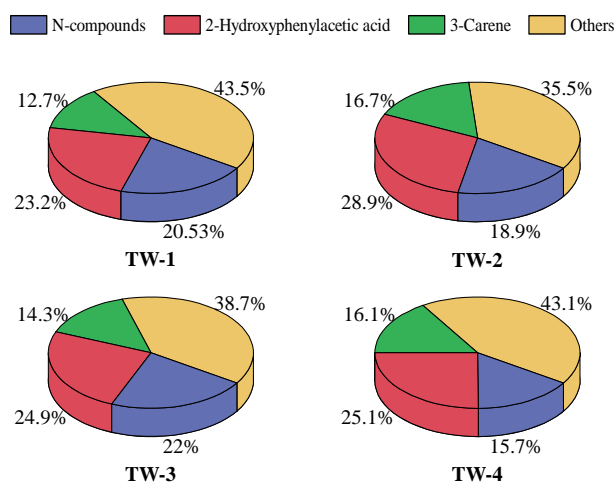 N-compounds 2-Hydroxyphenylacetic acid 3-Carene Others
12.7% 43.5%
23.2% 20.53%
TW-1
16.7% 35.5%
28.9% 18.9%
TW-2
14.3% 38.7%
24.9% 22%
TW-3
16.1% 43.1%
25.1% 15.7%
TW-4